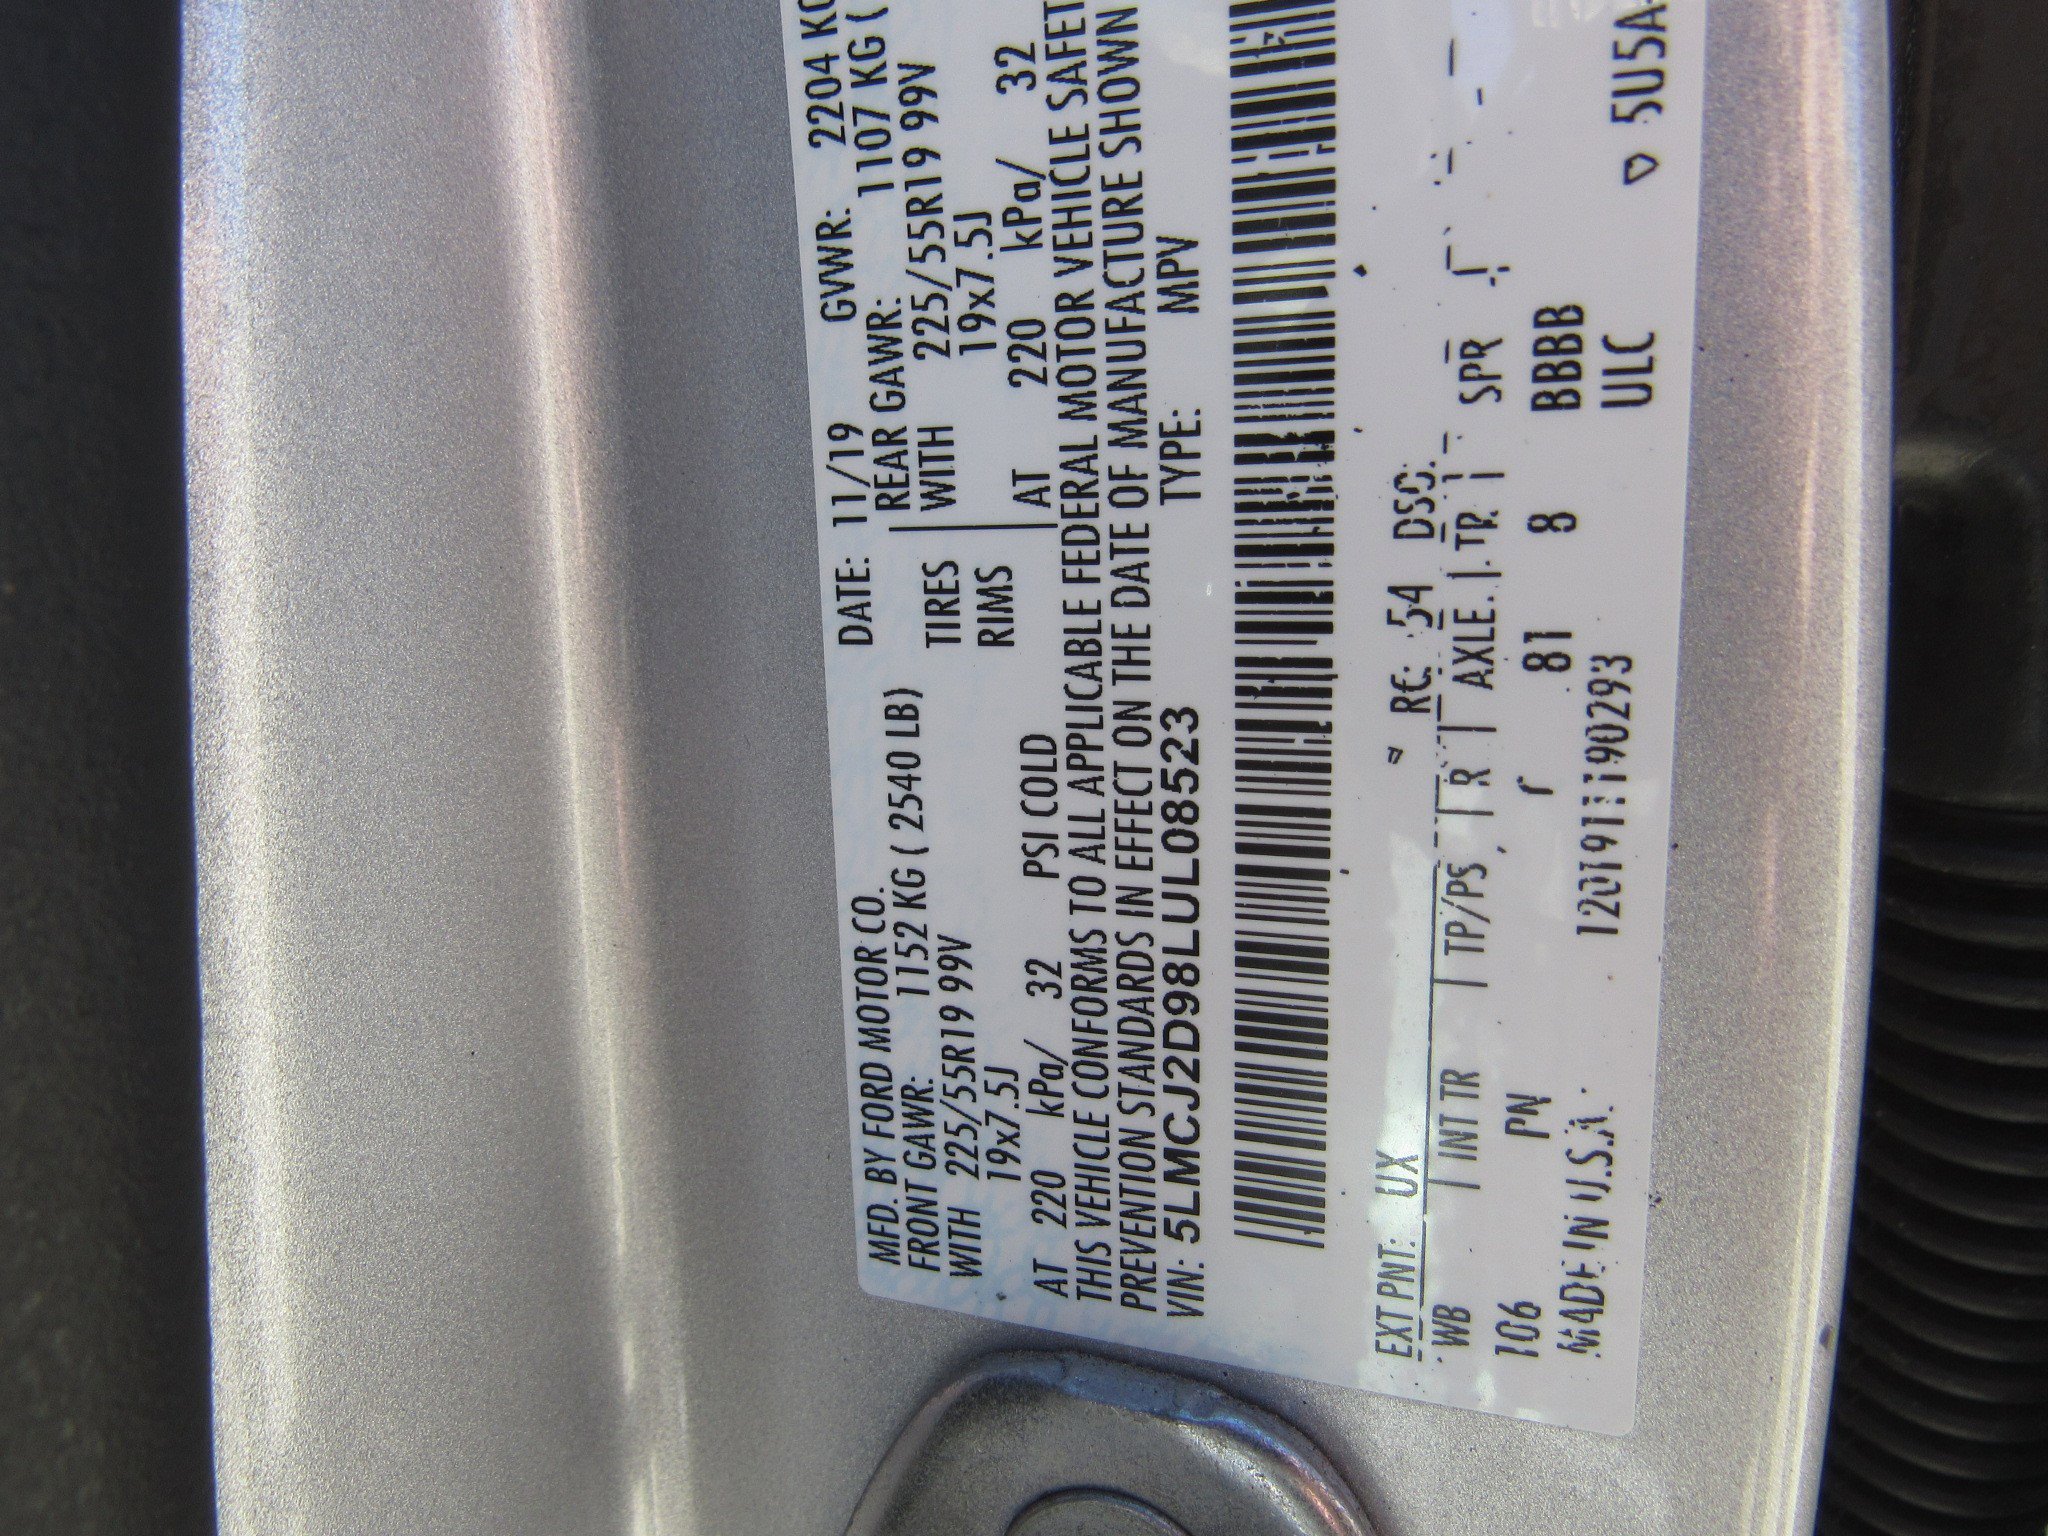 MFD. BY FORD MOTOR CO. DATE: 11/19 GVWR: 2204 KG
FRONT GAWR: 1152 KG ( 2540 LB) REAR GAWR: 1107 KG (
WITH 225/55R19 99V TIRES WITH 225/55R19 99V
19x7.5J RIMS 19x7.5J
AT 220 kPa/ 32 PSI COLD AT 220 kPa/ 32
THIS VEHICLE CONFORMS TO ALL APPLICABLE FEDERAL MOTOR VEHICLE SAFET
PREVENTION STANDARDS IN EFFECT ON THE DATE OF MANUFACTURE SHOWN
VIN: 5LMCJ2D98LUL08523 TYPE: MPV
EXT PNT: UX RC: 54 DSO:
WB INT TR TP/PS R AXLE TR SPR
106 PN 81 8 BBBB
MADE IN U.S.A. ULC
5U5A-